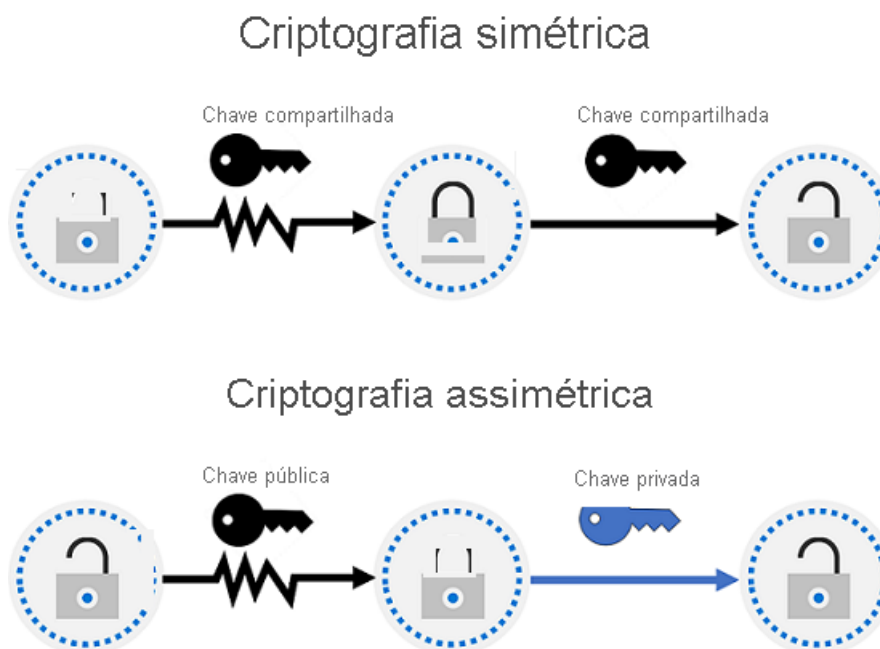 Criptografia simétrica
Chave compartilhada
Chave compartilhada
Criptografia assimétrica
Chave pública
Chave privada